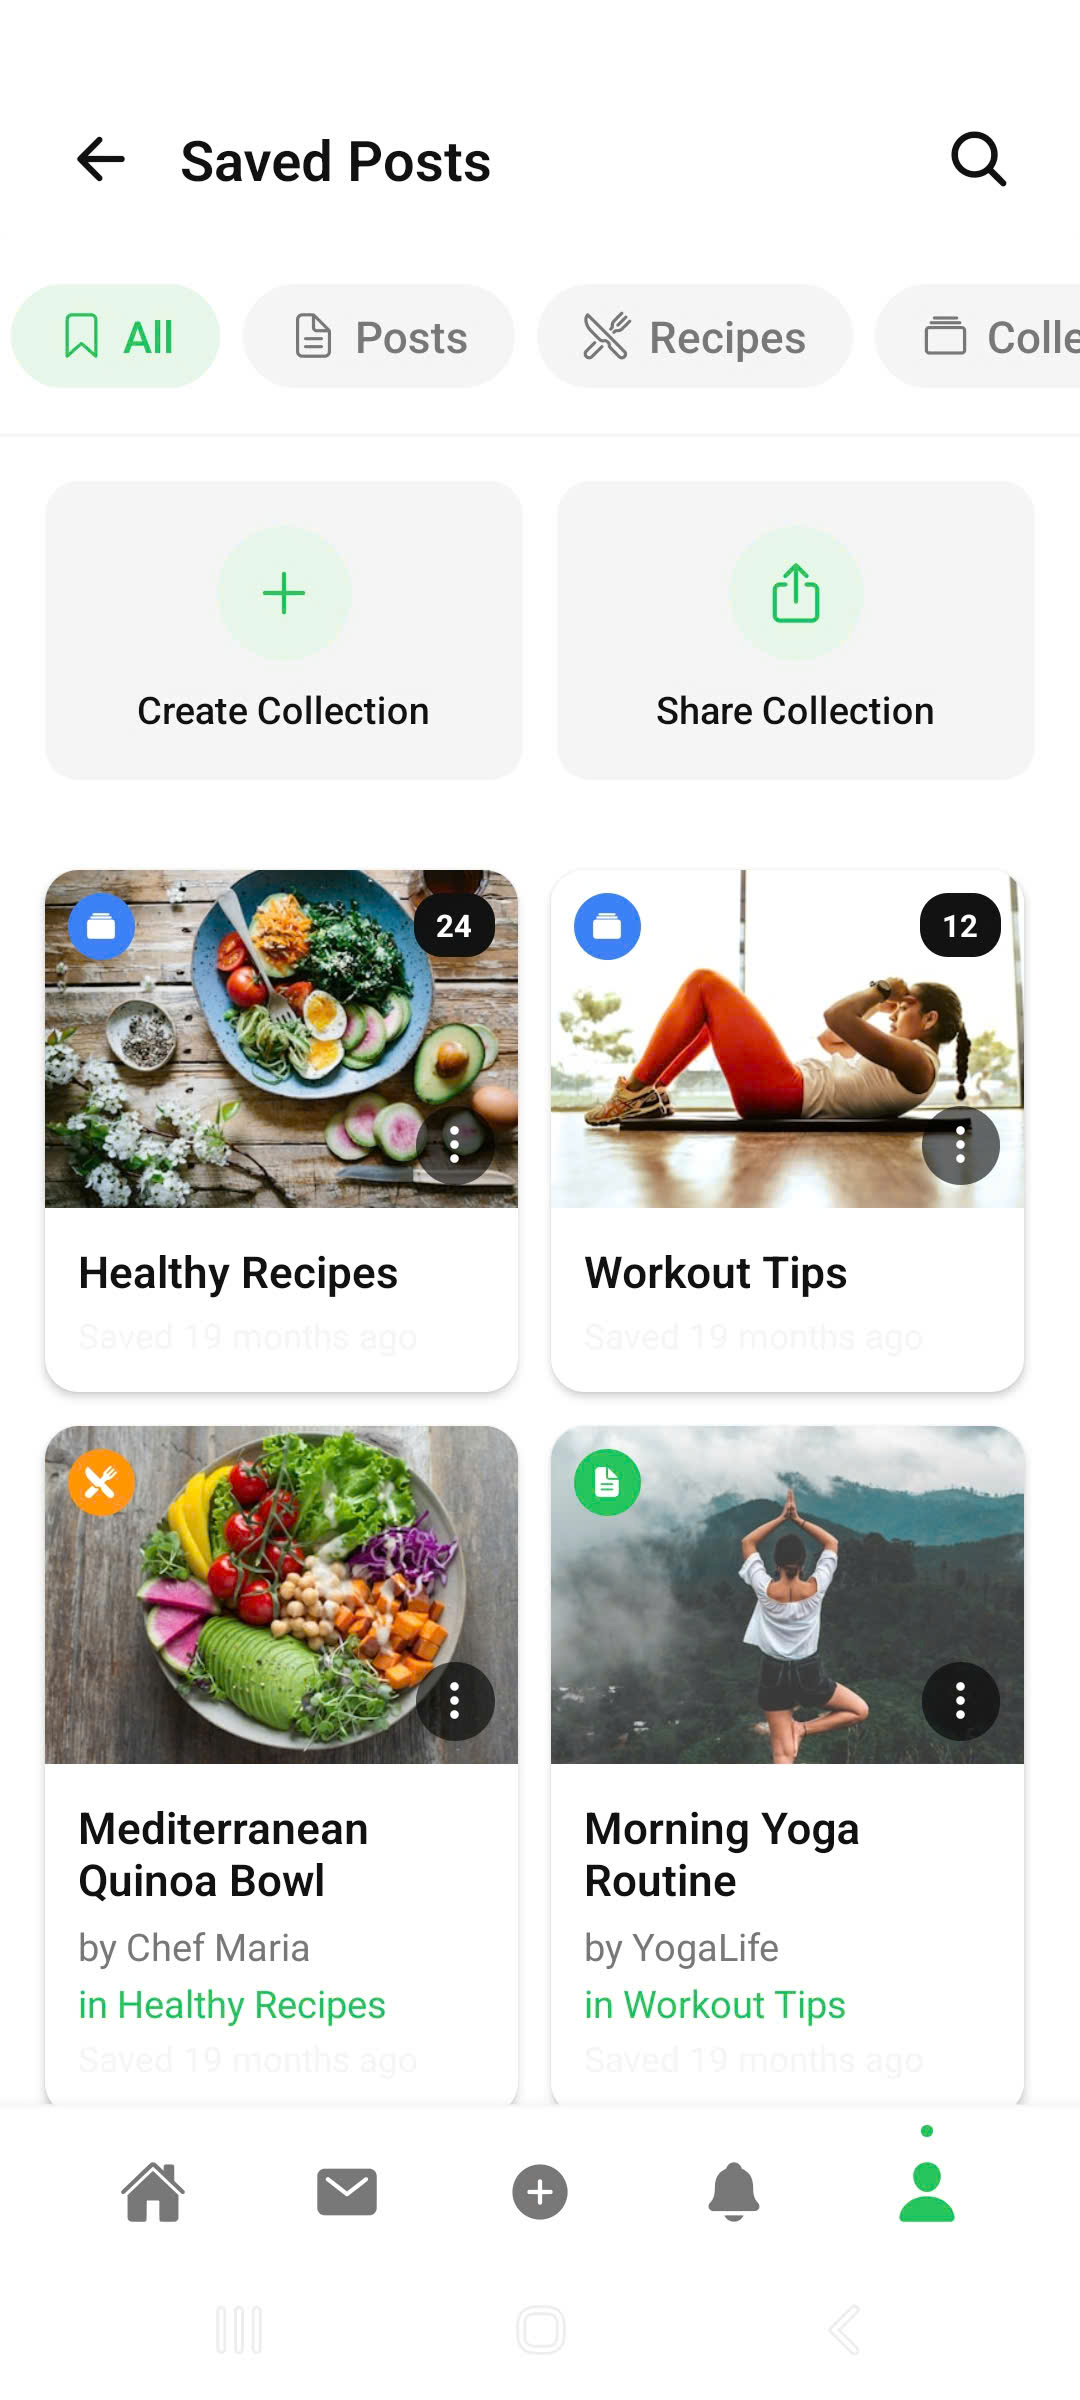 Saved Posts
All
Posts
Recipes
Colle
Create Collection
Share Collection
24
12
Healthy Recipes
Saved 19 months ago
Workout Tips
Saved 19 months ago
Mediterranean
Quinoa Bowl
by Chef Maria
in Healthy Recipes
Saved 19 months ago
Morning Yoga
Routine
by YogaLife
in Workout Tips
Saved 19 months ago